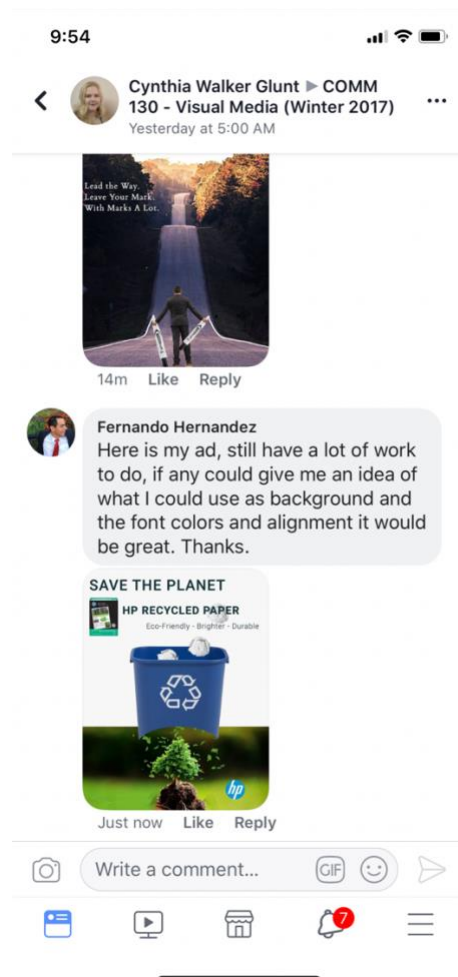 9:54
Cynthia Walker Glunt ▶ COMM
130 - Visual Media (Winter 2017)
Yesterday at 5:00 AM
Lead the Way.
Leave Your Mark.
With Marks A Lot.
14m Like Reply
Fernando Hernandez
Here is my ad, still have a lot of work
to do, if any could give me an idea of
what I could use as background and
the font colors and alignment it would
be great. Thanks.
SAVE THE PLANET
HP RECYCLED PAPER
Eco-Friendly - Brighter - Durable
hp
Just now Like Reply
Write a comment...
GIF
7